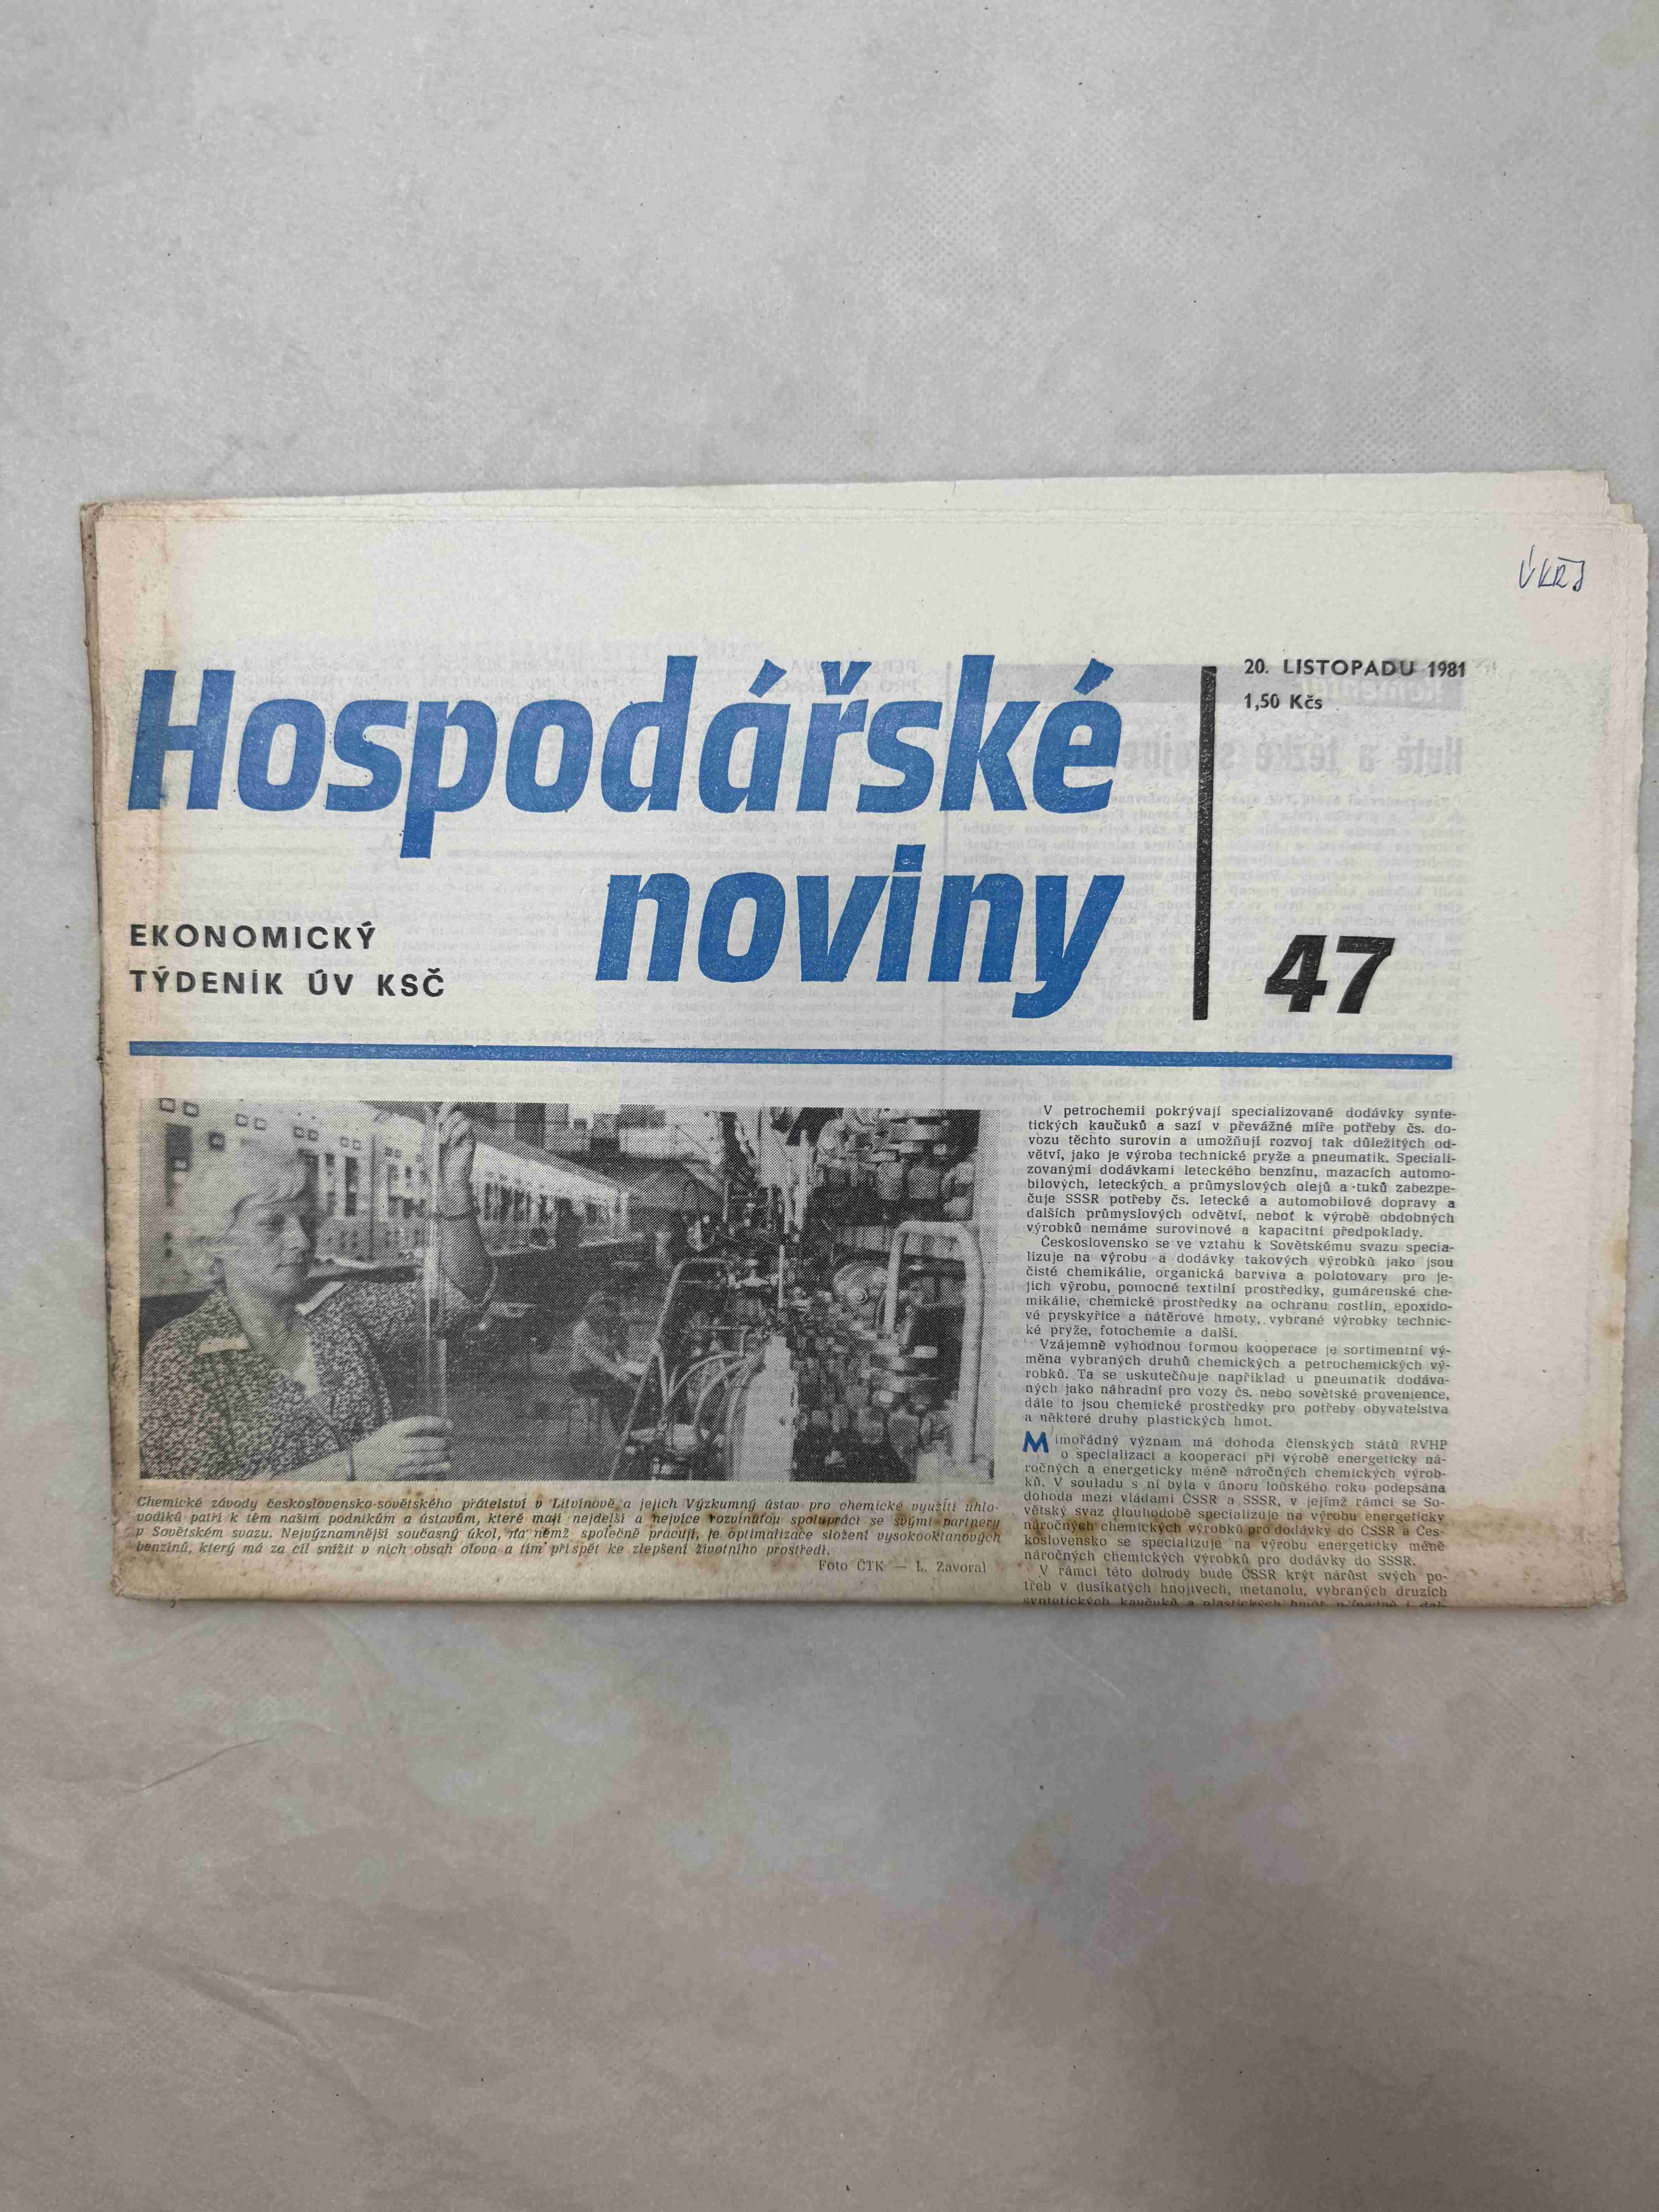 ÚKRJ
Hospodářské
noviny
EKONOMICKÝ
TÝDENÍK ÚV KSČ
20. LISTOPADU 1981
1,50 Kčs
47
Chemické závody československo-sovětského přátelství v Litvínově a jejich Výzkumný ústav pro chemické využití uhlo-
vodíků patří k těm našim podnikům a ústavům, které mají nejdelší a nejvíce rozvinutou spolupráci se svými partnery
v Sovětském svazu. Nejvýznamnější současný úkol, na němž společně pracují, je optimalizace složení vysokooktanových
benzínů, který má za cíl snížit v nich obsah olova a tím přispět ke zlepšení životního prostředí.
Foto ČTK — L. Zavoral
V petrochemii pokrývají specializované dodávky synte-
tických kaučuků a sazí v převážné míře potřeby čs. do-
vozu těchto surovin a umožňují rozvoj tak důležitých od-
větví, jako je výroba technické pryže a pneumatik. Speciali-
zovanými dodávkami leteckého benzínu, mazacích automo-
bilových, leteckých a průmyslových olejů a tuků zabezpe-
čuje SSSR potřeby čs. letecké a automobilové dopravy a
dalších průmyslových odvětví, neboť k výrobě obdobných
výrobků nemáme surovinové a kapacitní předpoklady.
Československo se ve vztahu k Sovětskému svazu specia-
lizuje na výrobu a dodávky takových výrobků jako jsou
čisté chemikálie, organická barviva a polotovary pro je-
jich výrobu, pomocné textilní prostředky, gumárenské che-
mikálie, chemické prostředky na ochranu rostlin, epoxido-
vé pryskyřice a nátěrové hmoty, vybrané výrobky technic-
ké pryže, fotochemie a další.
Vzájemně výhodnou formou kooperace je sortimentní vý-
měna vybraných druhů chemických a petrochemických vý-
robků. Ta se uskutečňuje například u pneumatik dodáva-
ných jako náhradní pro vozy čs. nebo sovětské provenience,
dále to jsou chemické prostředky pro potřeby obyvatelstva
a některé druhy plastických hmot.
Mimořádný význam má dohoda členských států RVHP
o specializaci a kooperaci při výrobě energeticky ná-
ročných a energeticky méně náročných chemických výrob-
ků. V souladu s ní byla v únoru loňského roku podepsána
dohoda mezi vládami ČSSR a SSSR, v jejímž rámci se So-
větský svaz dlouhodobě specializuje na výrobu energeticky
náročných chemických výrobků pro dodávky do ČSSR a Čes-
koslovensko se specializuje na výrobu energeticky méně
náročných chemických výrobků pro dodávky do SSSR.
V rámci této dohody bude ČSSR krýt nárůst svých po-
třeb v dusíkatých hnojivech, metanolu, vybraných druzích
syntetických kaučuků a plastických hmot